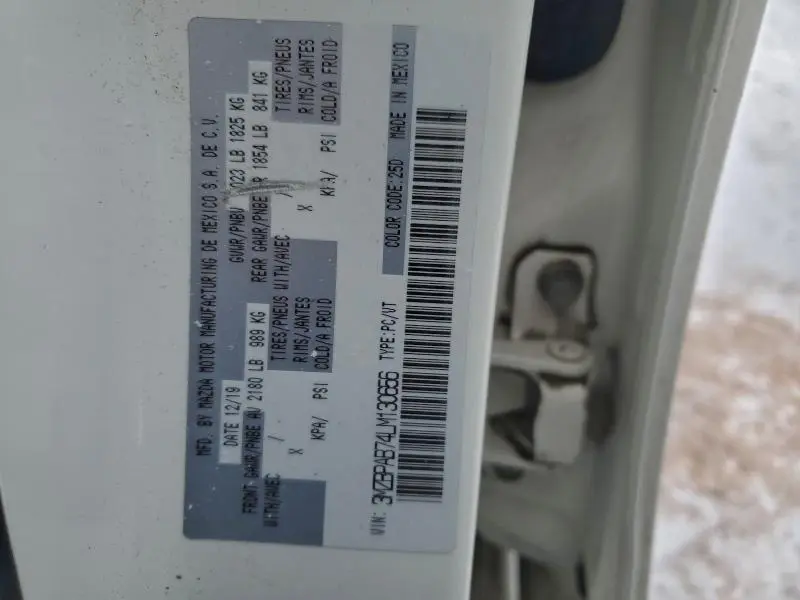 MFD. BY MAZDA MOTOR MANUFACTURING DE MEXICO S.A. DE C.V.
DATE 12/19 GVWR/PNBV 023 LB 1825 KG
FRONT GAWR/PNBE AV 2180 LB 989 KG REAR GAWR/PNBE AR 1854 LB 841 KG
WITH/AVEC / TIRES/PNEUS WITH/AVEC / TIRES/PNEUS
X RIMS/JANTES X RIMS/JANTES
KPA/ PSI COLD/A FROID KPA/ PSI COLD/A FROID
VIN: 3MZBPAB74LM130656 TYPE:PC/VT COLOR CODE:25D MADE IN MEXICO